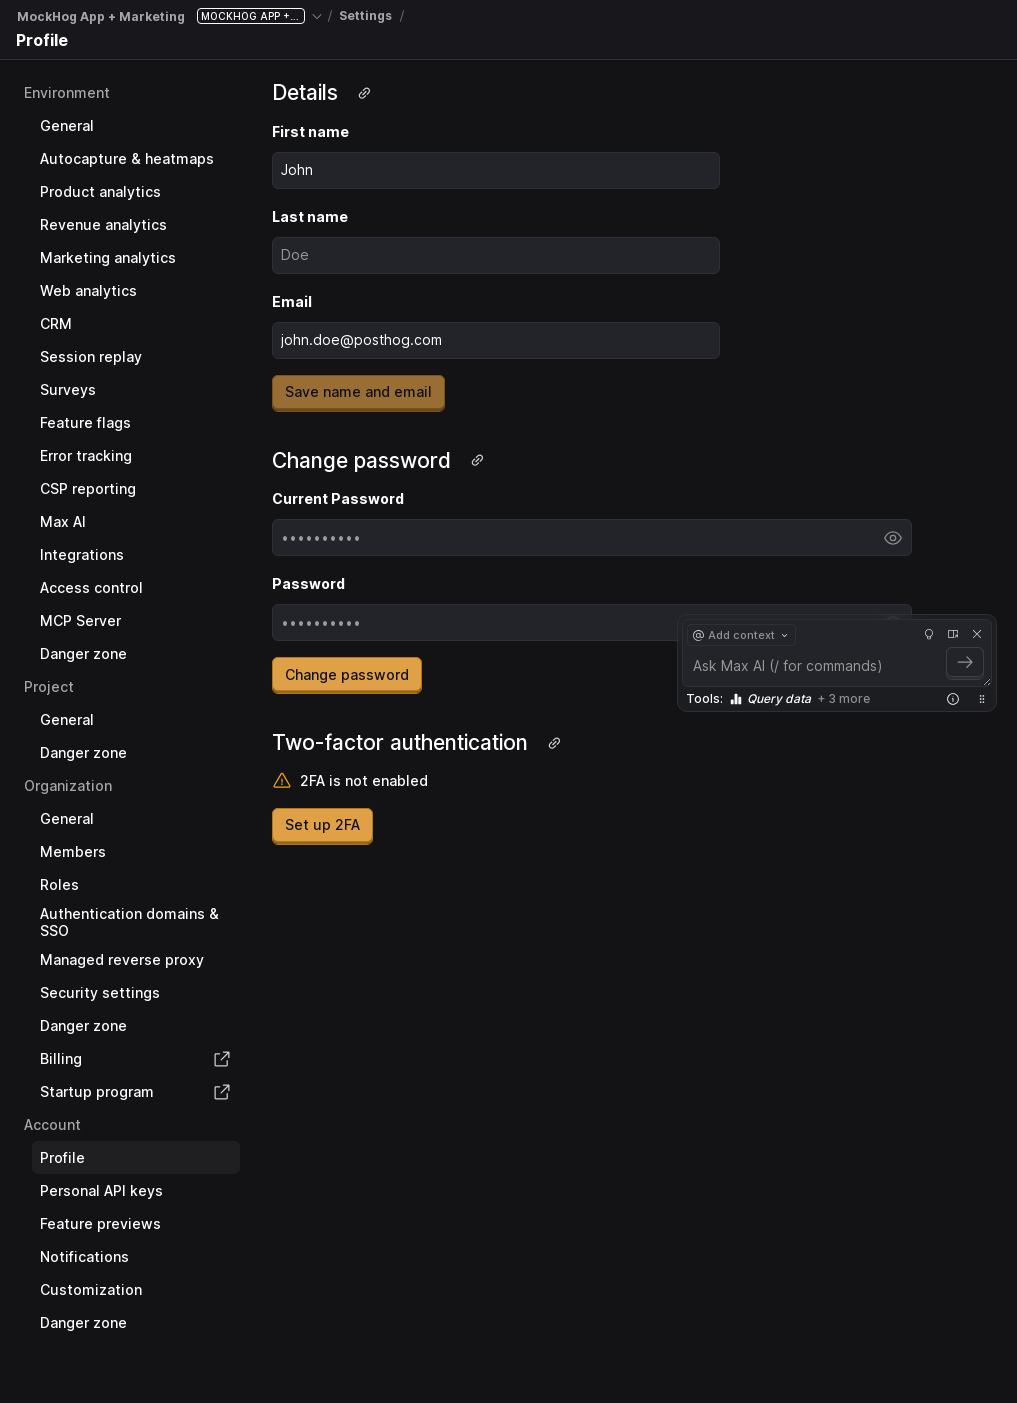 MockHog App + Marketing MOCKHOG APP +... / Settings /
Profile
Environment
General
Autocapture & heatmaps
Product analytics
Revenue analytics
Marketing analytics
Web analytics
CRM
Session replay
Surveys
Feature flags
Error tracking
CSP reporting
Max AI
Integrations
Access control
MCP Server
Danger zone
Project
General
Danger zone
Organization
General
Members
Roles
Authentication domains &
SSO
Managed reverse proxy
Security settings
Danger zone
Billing
Startup program
Account
Profile
Personal API keys
Feature previews
Notifications
Customization
Danger zone
Details
First name
John
Last name
Doe
Email
john.doe@posthog.com
Save name and email
Change password
Current Password
••••••••••
Password
••••••••••
Change password
Two-factor authentication
2FA is not enabled
Set up 2FA
@ Add context
Ask Max AI (/ for commands)
Tools: Query data + 3 more